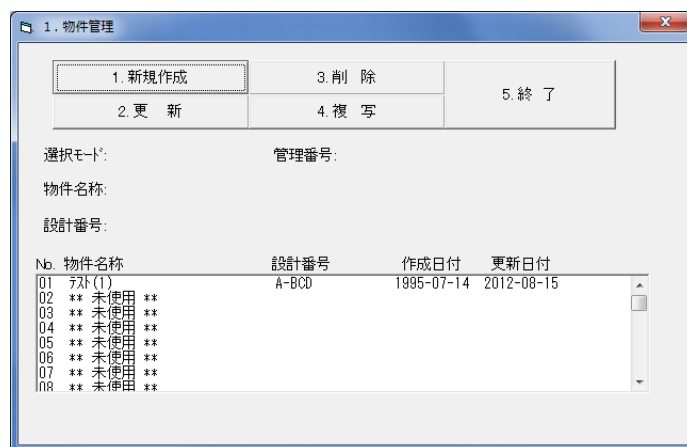 1. 物件管理
1.新規作成
3.削 除
5.終 了
2.更 新
4.複 写
選択ﾓｰﾄﾞ:
管理番号:
物件名称:
設計番号:
No. 物件名称 設計番号 作成日付 更新日付
01 ﾃｽﾄ(1) A-BCD 1995-07-14 2012-08-15
02 ** 未使用 **
03 ** 未使用 **
04 ** 未使用 **
05 ** 未使用 **
06 ** 未使用 **
07 ** 未使用 **
08 ** 未使用 **